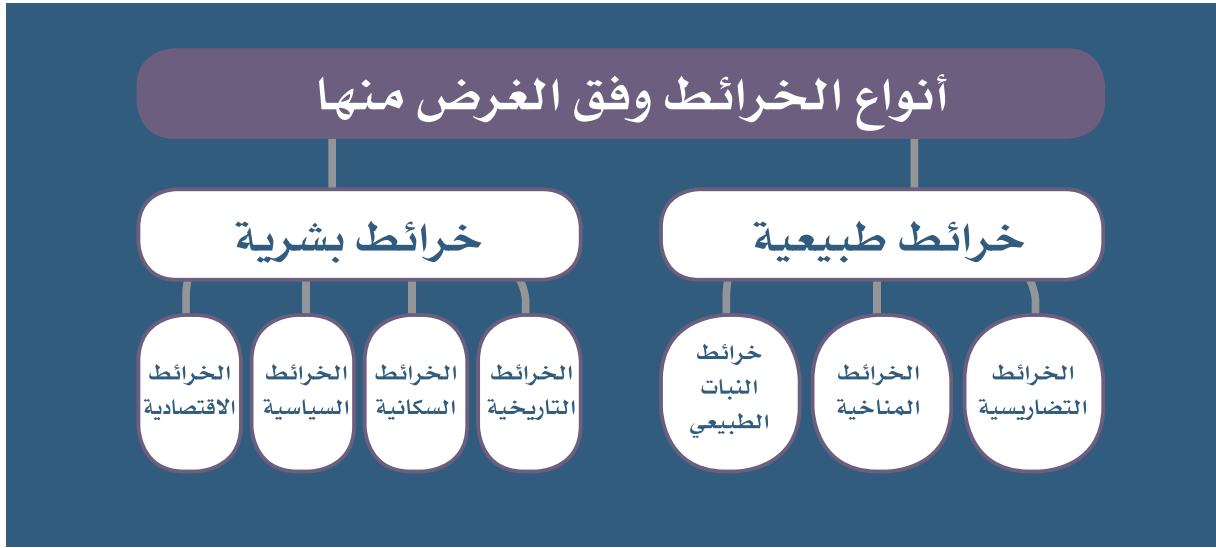 أنواع الخرائط وفق الغرض منها
خرائط طبيعية
خرائط بشرية
الخرائط
التضاريسية
الخرائط
المناخية
خرائط
النبات
الطبيعي
الخرائط
التاريخية
الخرائط
السكانية
الخرائط
السياسية
الخرائط
الاقتصادية